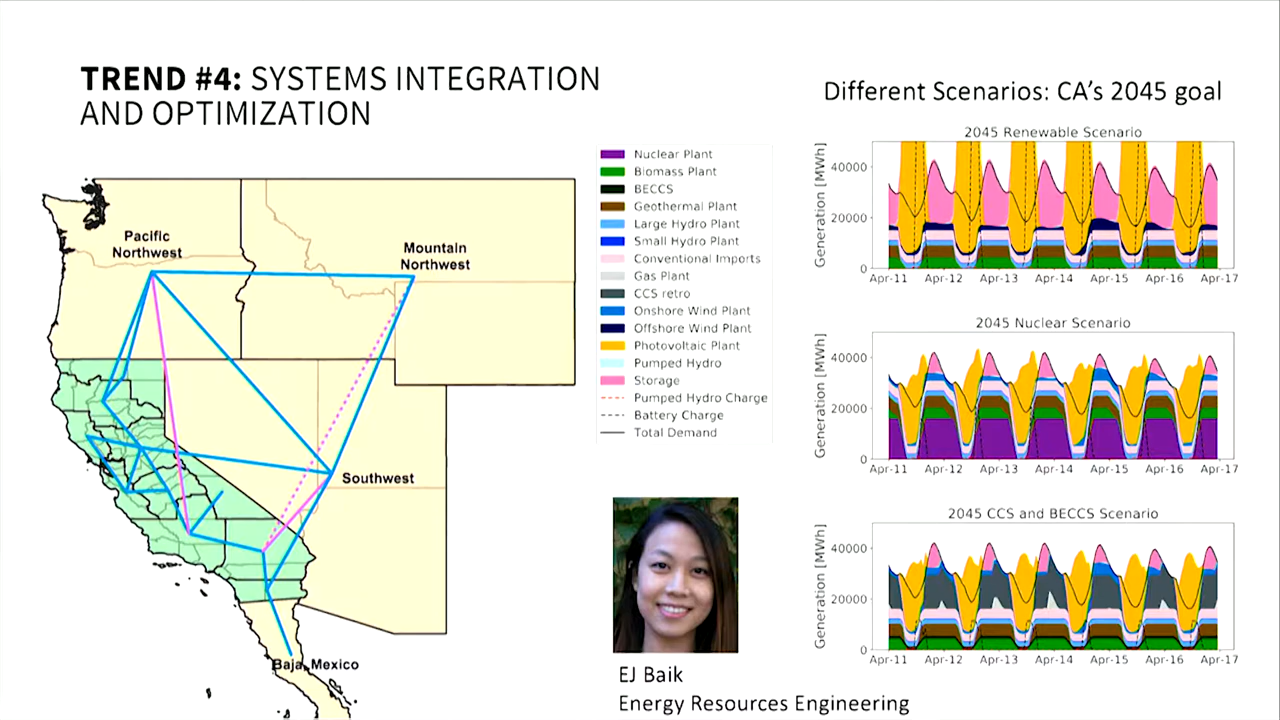 TREND #4: SYSTEMS INTEGRATION
AND OPTIMIZATION
Different Scenarios: CA's 2045 goal
Pacific
Northwest
Mountain
Northwest
Southwest
Baja, Mexico
Nuclear Plant
Biomass Plant
BECCS
Geothermal Plant
Large Hydro Plant
Small Hydro Plant
Conventional Imports
Gas Plant
CCS retro
Onshore Wind Plant
Offshore Wind Plant
Photovoltaic Plant
Pumped Hydro
Storage
Pumped Hydro Charge
Battery Charge
Total Demand
EJ Baik
Energy Resources Engineering
2045 Renewable Scenario
Generation [MWh]
40000
20000
0
Apr-11 Apr-12 Apr-13 Apr-14 Apr-15 Apr-16 Apr-17
2045 Nuclear Scenario
Generation [MWh]
40000
20000
0
Apr-11 Apr-12 Apr-13 Apr-14 Apr-15 Apr-16 Apr-17
2045 CCS and BECCS Scenario
Generation [MWh]
40000
20000
0
Apr-11 Apr-12 Apr-13 Apr-14 Apr-15 Apr-16 Apr-17